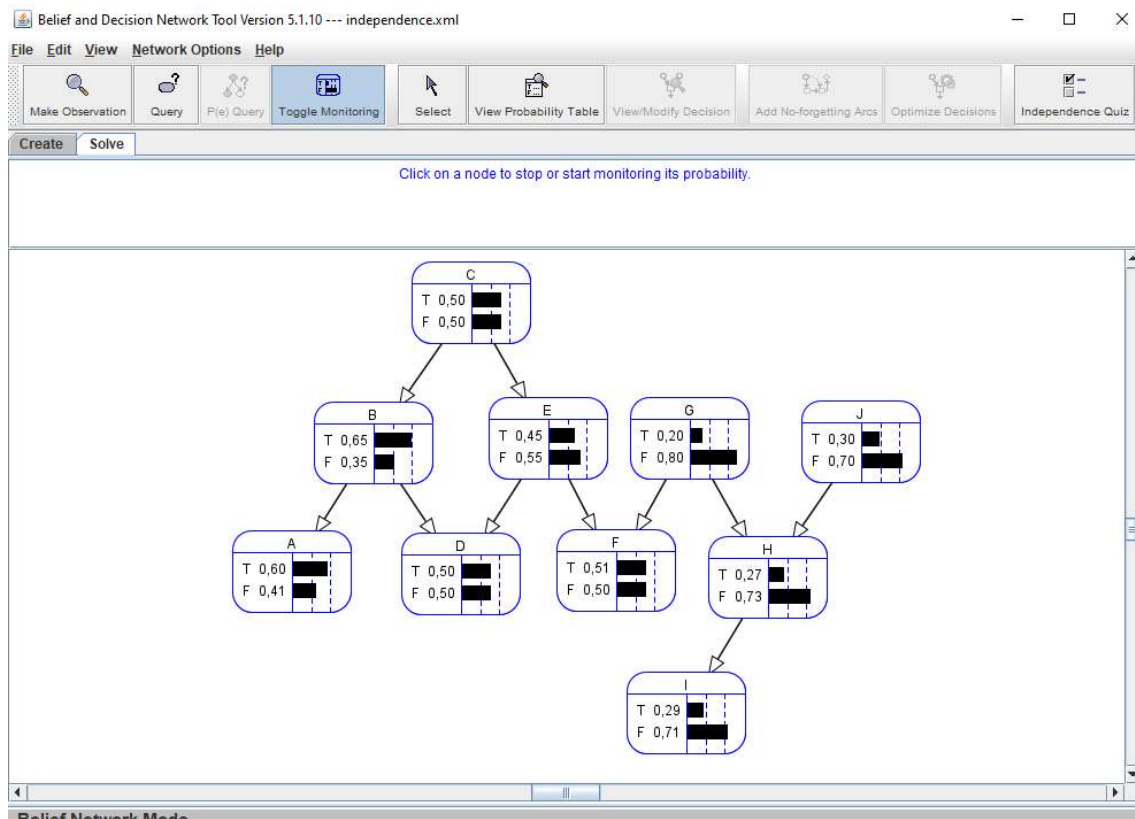 Belief and Decision Network Tool Version 5.1.10 --- independence.xml
File Edit View Network Options Help
Make Observation Query P(e) Query Toggle Monitoring Select View Probability Table View/Modify Decision Add No-forgetting Arcs Optimize Decisions Independence Quiz
Create Solve
Click on a node to stop or start monitoring its probability.
C
T 0,50
F 0,50
B
T 0,65
F 0,35
E
T 0,45
F 0,55
G
T 0,20
F 0,80
J
T 0,30
F 0,70
A
T 0,60
F 0,41
D
T 0,50
F 0,50
F
T 0,51
F 0,50
H
T 0,27
F 0,73
I
T 0,29
F 0,71
Belief Network Mode